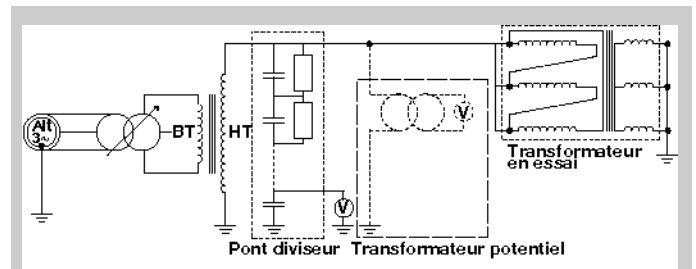 Alt
3~
BT
HT
V
V
Transformateur
en essai
Pont diviseur
Transformateur potentiel